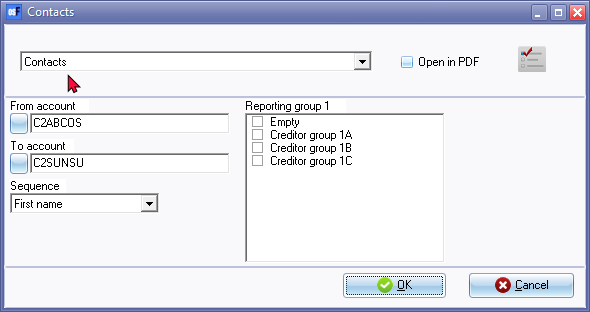 Contacts
Contacts
Open in PDF
From account
C2ABCOS
To account
C2SUNSU
Sequence
First name
Reporting group 1
Empty
Creditor group 1A
Creditor group 1B
Creditor group 1C
OK
Cancel